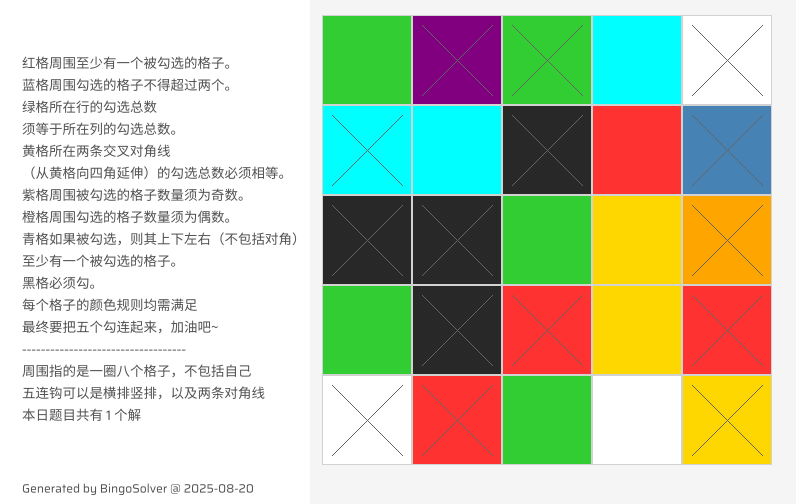 红格周围至少有一个被勾选的格子。
蓝格周围勾选的格子不得超过两个。
绿格所在行的勾选总数
须等于所在列的勾选总数。
黄格所在两条交叉对角线
（从黄格向四角延伸）的勾选总数必须相等。
紫格周围被勾选的格子数量须为奇数。
橙格周围勾选的格子数量须为偶数。
青格如果被勾选，则其上下左右（不包括对角）
至少有一个被勾选的格子。
黑格必须勾。
每个格子的颜色规则均需满足
最终要把五个勾连起来，加油吧~
-----------------------------------
周围指的是一圈八个格子，不包括自己
五连钩可以是横排竖排，以及两条对角线
本日题目共有1个解
Generated by BingoSolver @ 2025-08-20